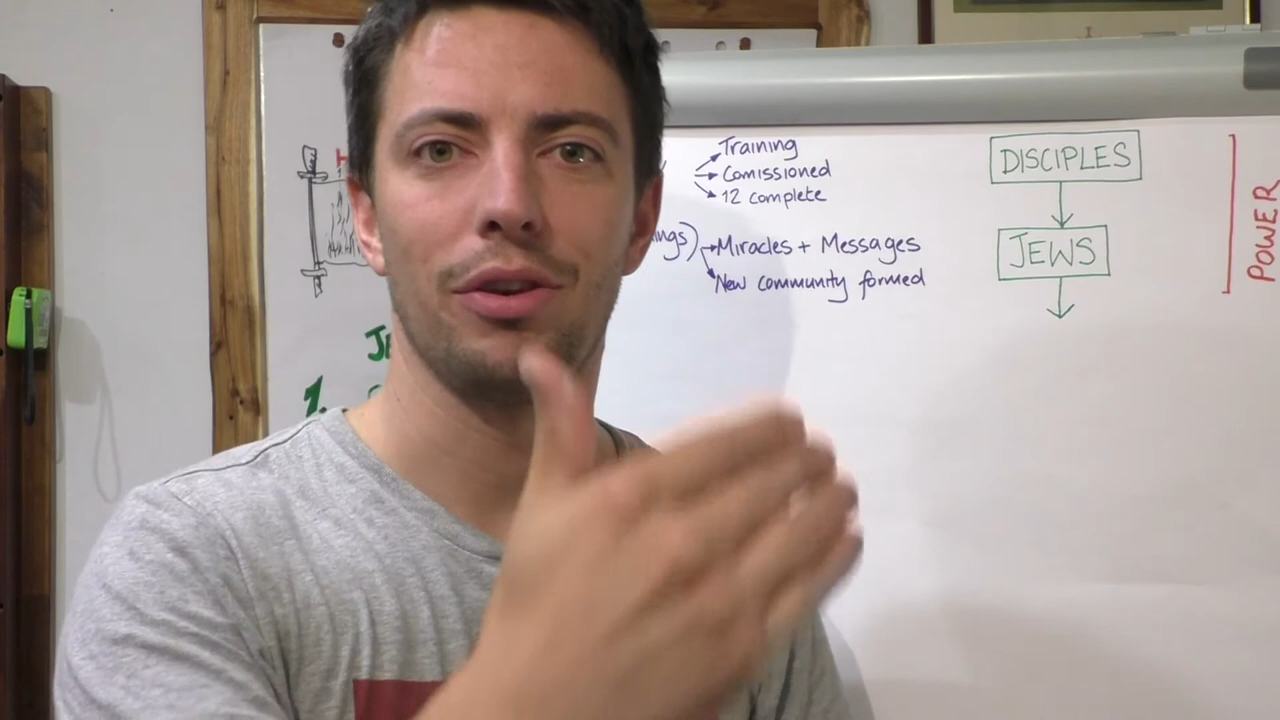 Training
Comissioned
12 complete
Miracles + Messages
New community formed
DISCIPLES
JEWS
POWER